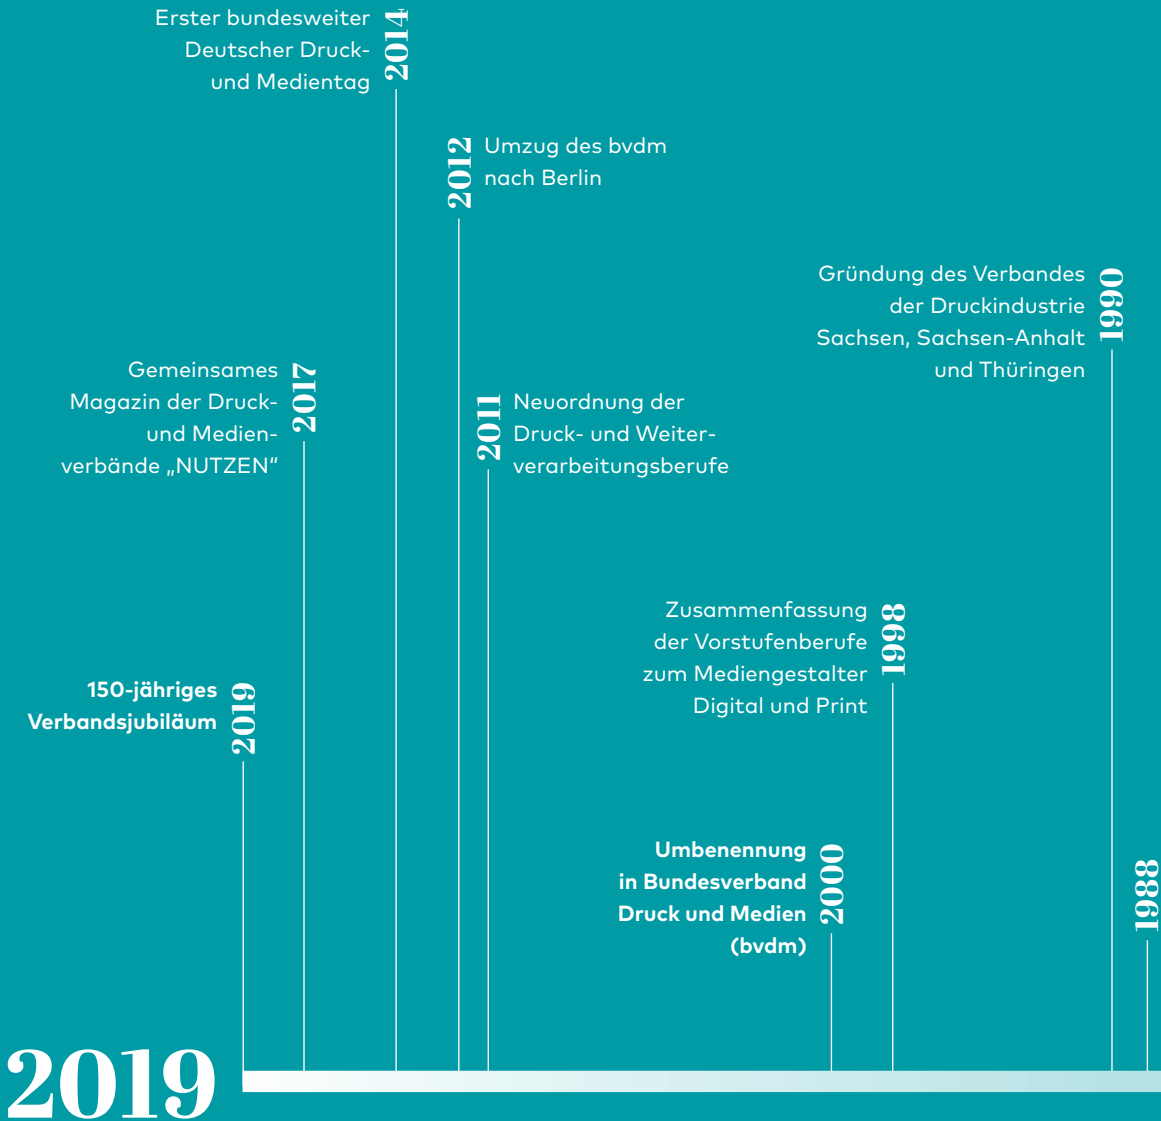 Erster bundesweiter
Deutscher Druck-
und Medientag
2014
2012
Umzug des bvdm
nach Berlin
Gründung des Verbandes
der Druckindustrie
Sachsen, Sachsen-Anhalt
und Thüringen
1990
Gemeinsames
Magazin der Druck-
und Medien-
verbände „NUTZEN“
2017
2011
Neuordnung der
Druck- und Weiter-
verarbeitungsberufe
Zusammenfassung
der Vorstufenberufe
zum Mediengestalter
Digital und Print
1998
150-jähriges
Verbandsjubiläum
2019
Umbenennung
in Bundesverband
Druck und Medien
(bvdm)
2000
1988
2019